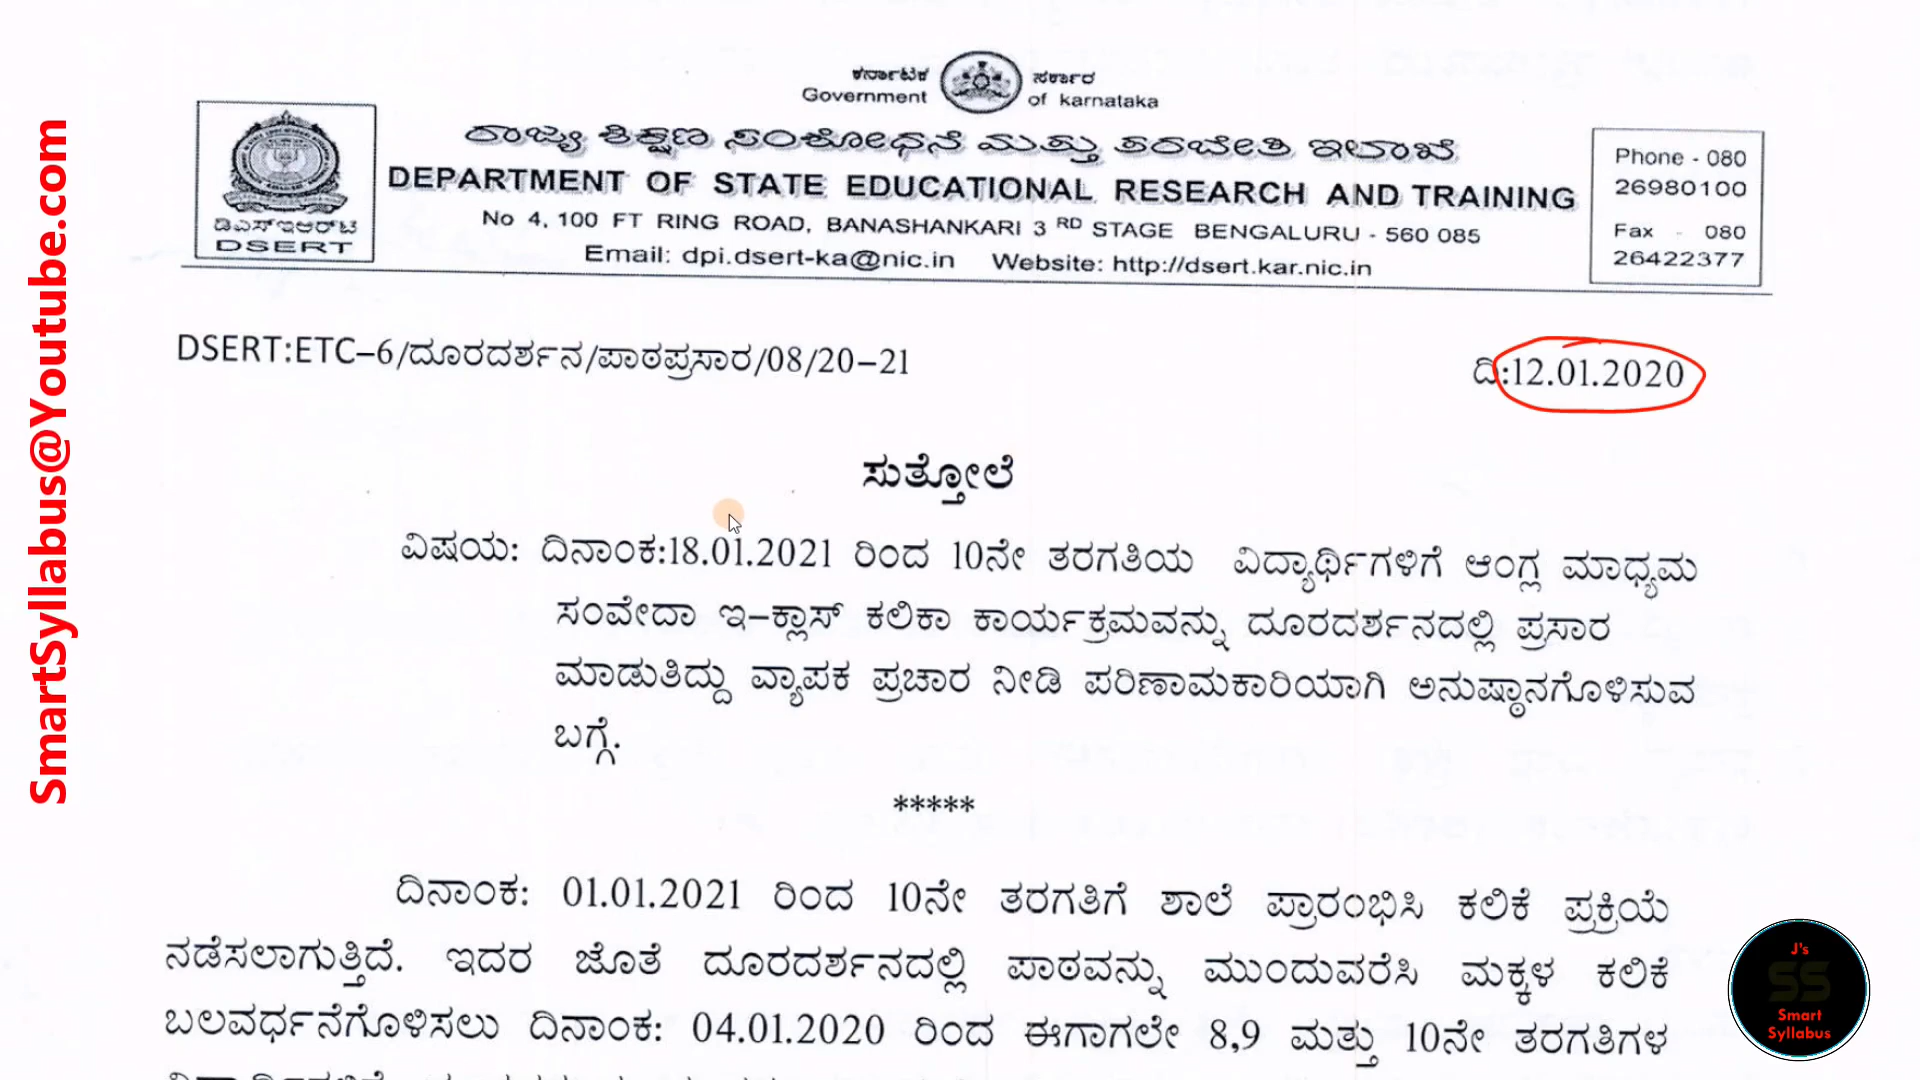 ಕರ್ನಾಟಕ ಸರ್ಕಾರ
Government of karnataka
ರಾಜ್ಯ ಶಿಕ್ಷಣ ಸಂಶೋಧನೆ ಮತ್ತು ತರಬೇತಿ ಇಲಾಖೆ
DEPARTMENT OF STATE EDUCATIONAL RESEARCH AND TRAINING
No 4, 100 FT RING ROAD, BANASHANKARI 3 RD STAGE BENGALURU - 560 085
Email: dpi.dsert-ka@nic.in Website: http://dsert.kar.nic.in
ಡಿಎಸ್ಇಆರ್‌ಟಿ
DSERT
Phone - 080
26980100
Fax - 080
26422377
DSERT:ETC-6/ದೂರದರ್ಶನ/ಪಾಠಪ್ರಸಾರ/08/20-21 ದಿ:12.01.2020
ಸುತ್ತೋಲೆ
ವಿಷಯ: ದಿನಾಂಕ:18.01.2021 ರಿಂದ 10ನೇ ತರಗತಿಯ ವಿದ್ಯಾರ್ಥಿಗಳಿಗೆ ಆಂಗ್ಲ ಮಾಧ್ಯಮ
ಸಂವೇದಾ ಇ-ಕ್ಲಾಸ್ ಕಲಿಕಾ ಕಾರ್ಯಕ್ರಮವನ್ನು ದೂರದರ್ಶನದಲ್ಲಿ ಪ್ರಸಾರ
ಮಾಡುತಿದ್ದು ವ್ಯಾಪಕ ಪ್ರಚಾರ ನೀಡಿ ಪರಿಣಾಮಕಾರಿಯಾಗಿ ಅನುಷ್ಠಾನಗೊಳಿಸುವ
ಬಗ್ಗೆ.
*****
ದಿನಾಂಕ: 01.01.2021 ರಿಂದ 10ನೇ ತರಗತಿಗೆ ಶಾಲೆ ಪ್ರಾರಂಭಿಸಿ ಕಲಿಕೆ ಪ್ರಕ್ರಿಯೆ
ನಡೆಸಲಾಗುತ್ತಿದೆ. ಇದರ ಜೊತೆ ದೂರದರ್ಶನದಲ್ಲಿ ಪಾಠವನ್ನು ಮುಂದುವರೆಸಿ ಮಕ್ಕಳ ಕಲಿಕೆ
ಬಲವರ್ಧನೆಗೊಳಿಸಲು ದಿನಾಂಕ: 04.01.2020 ರಿಂದ ಈಗಾಗಲೇ 8,9 ಮತ್ತು 10ನೇ ತರಗತಿಗಳ
SmartSyllabus@Youtube.com
J's
SS
Smart
Syllabus